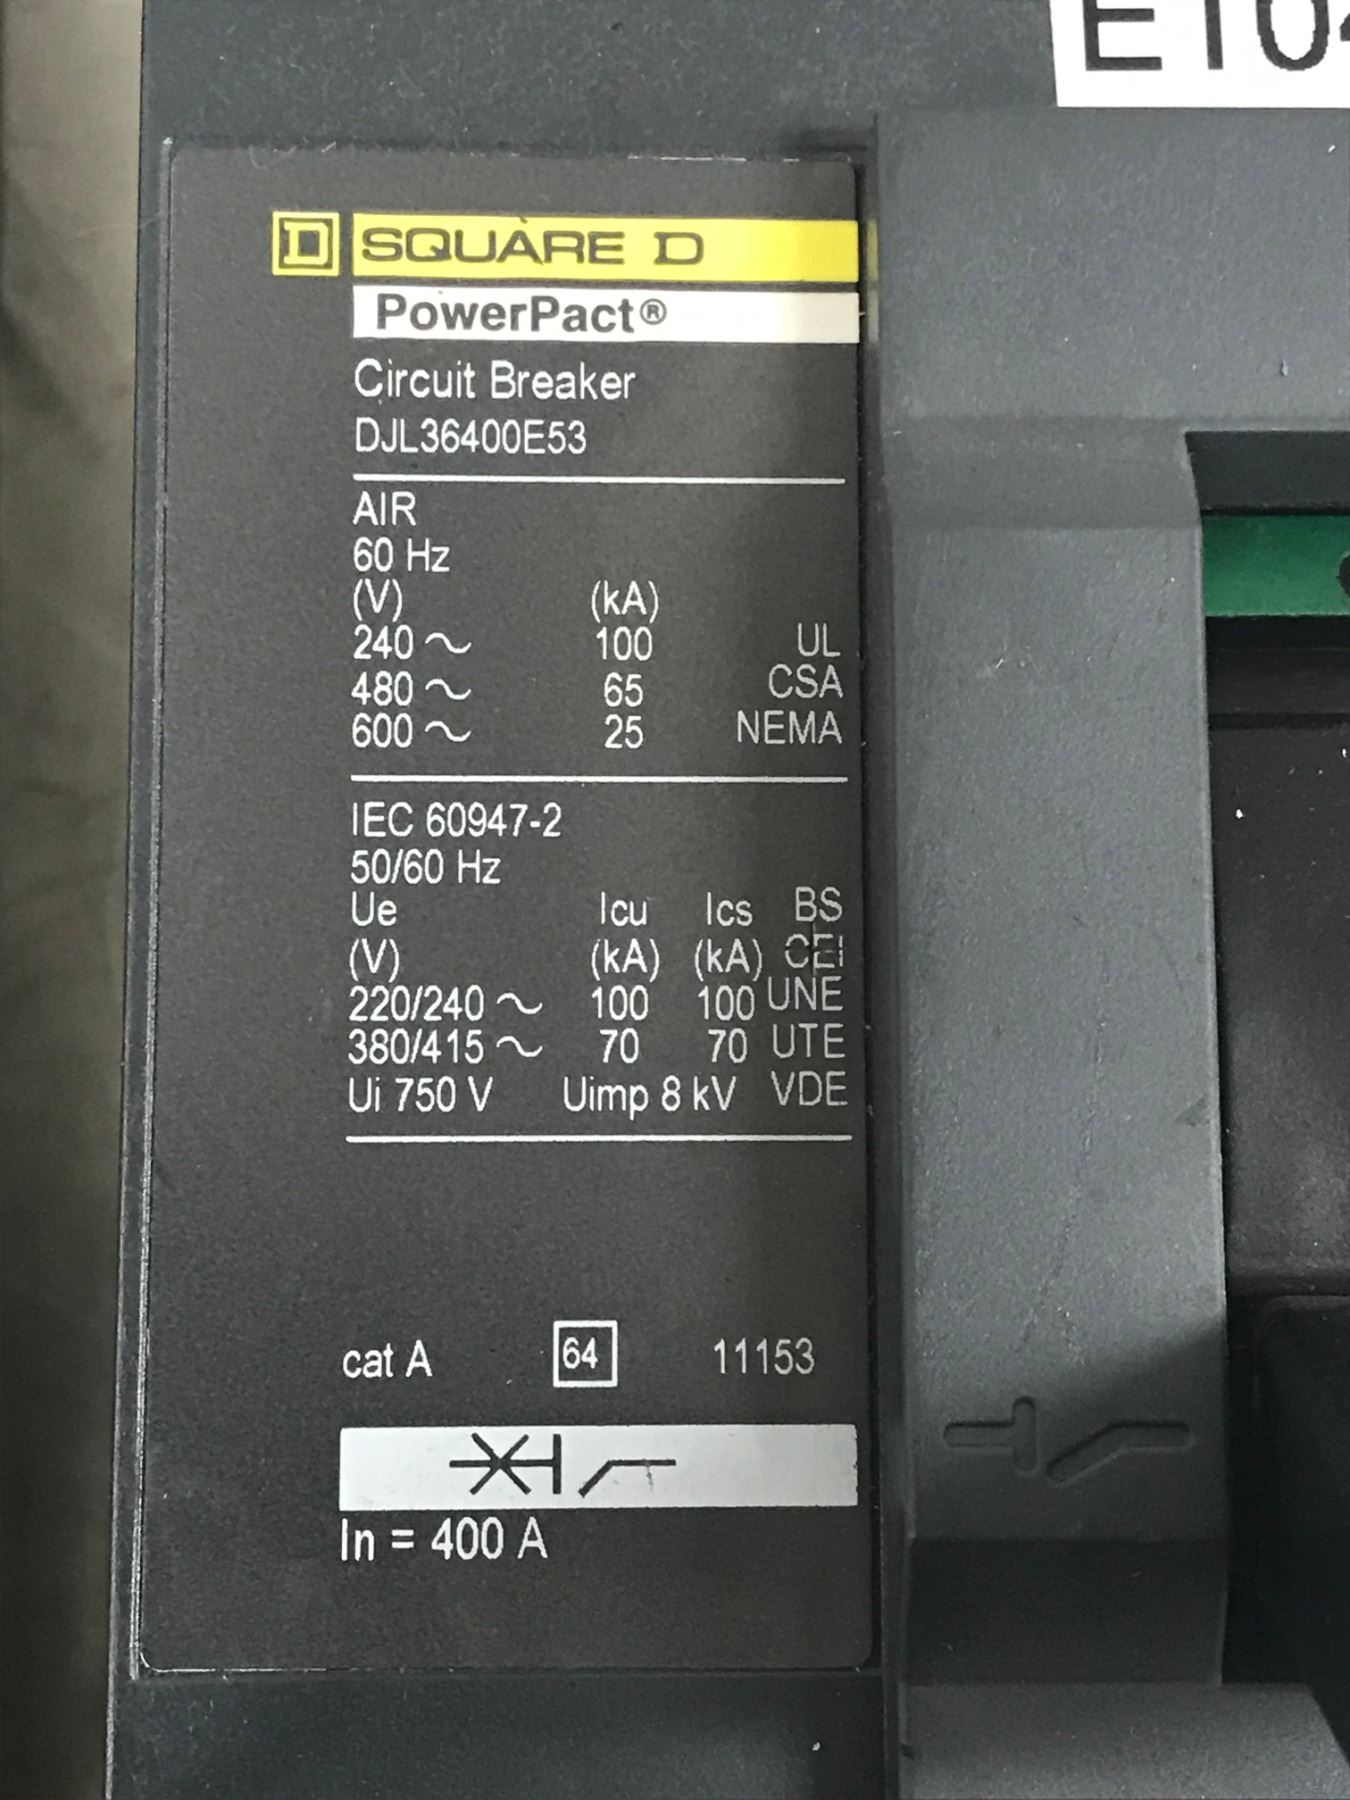 E104
D SQUARE D
PowerPact®
Circuit Breaker
DJL36400E53
AIR
60 Hz
(V) (kA)
240 ~ 100 UL
480 ~ 65 CSA
600 ~ 25 NEMA
IEC 60947-2
50/60 Hz
Ue Icu Ics BS
(V) (kA) (kA) CEI
220/240 ~ 100 100 UNE
380/415 ~ 70 70 UTE
Ui 750 V Uimp 8 kV VDE
cat A 64 11153
In = 400 A